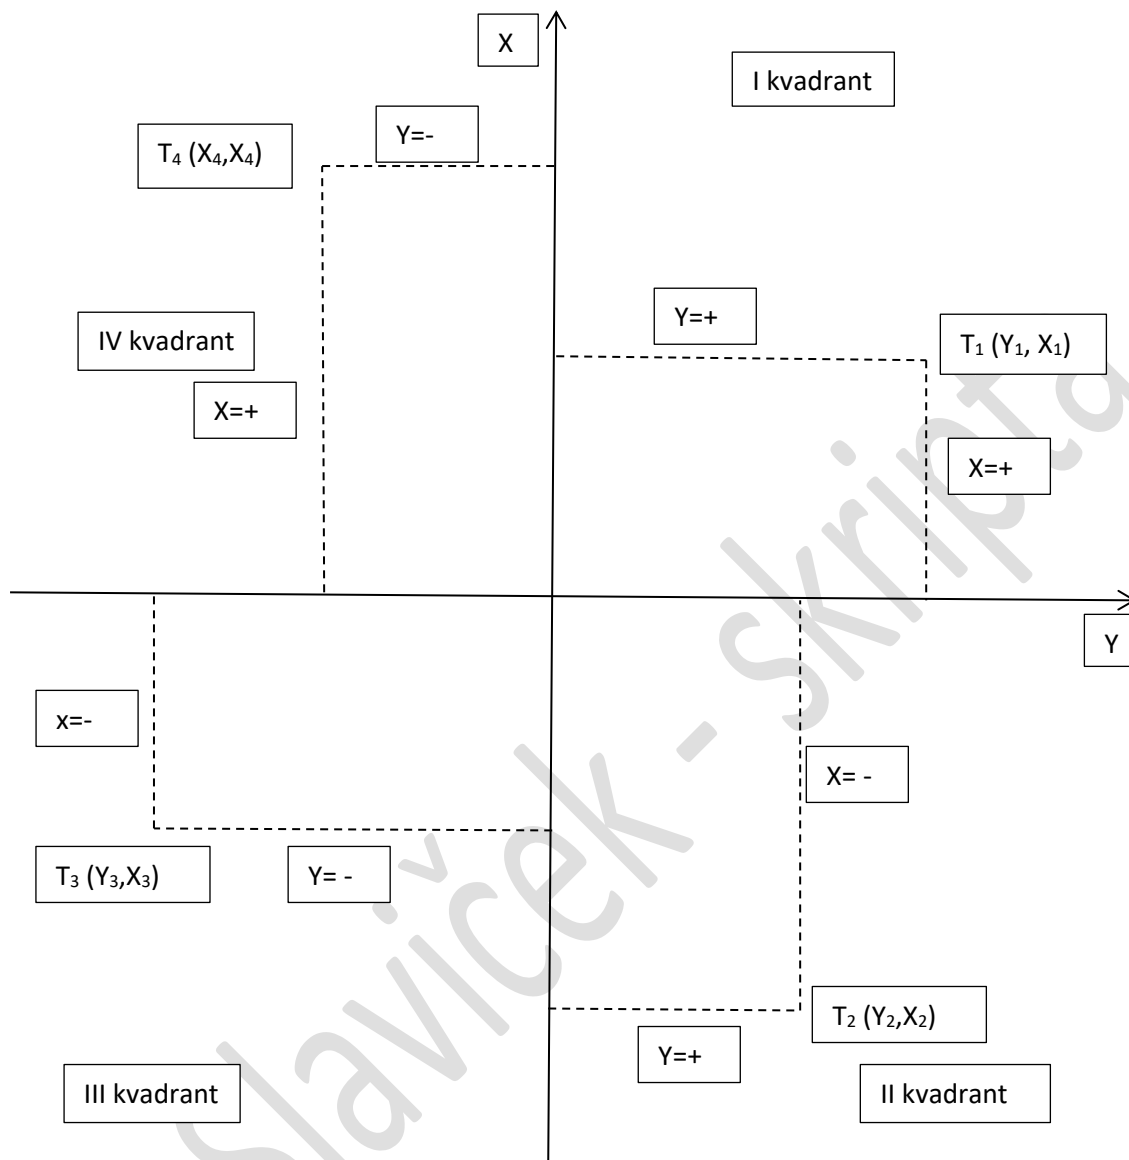 X
I kvadrant
Y=-
T₄ (X₄,X₄)
Y=+
IV kvadrant
T₁ (Y₁, X₁)
X=+
X=+
Y
x=-
X= -
T₃ (Y₃,X₃)
Y= -
T₂ (Y₂,X₂)
Y=+
III kvadrant
II kvadrant
Slaviček - skripta